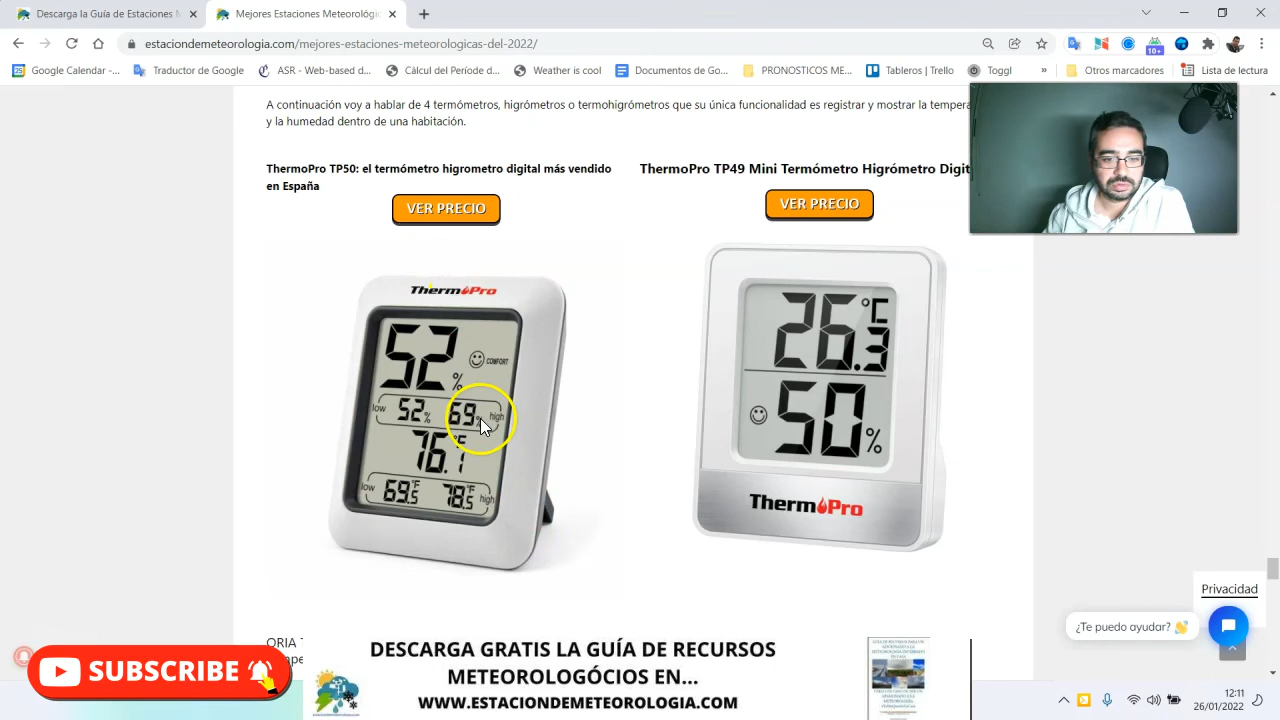 Descarga la Guía de Estaciones M
Mejores Estaciones Meteorológic
estaciondemeteorologia.com/mejores-estaciones-meteorologicas-del-2022/
10+
Google Calendar -...
Traductor de Google
ASR - Web-based d...
Cálcul del Període d...
Weather is cool
Documentos de Go...
PRONOSTICOS ME...
Tableros | Trello
Toggl
»
Otros marcadores
Lista de lectura
A continuación voy a hablar de 4 termómetros, higrómetros o termohigrómetros que su única funcionalidad es registrar y mostrar la tempera
y la humedad dentro de una habitación.
ThermoPro TP50: el termómetro higrometro digital más vendido
en España
VER PRECIO
ThermoPro TP49 Mini Termómetro Higrómetro Digit
VER PRECIO
ThermoPro
52 %
COMFORT
low 52% 69% high
76.1 °F
low 69.5 °F 78.5 °F high
26.3 °C
50 %
ThermoPro
Privacidad
¿Te puedo ayudar?
ORIA
DESCARGA GRATIS LA GUÍA DE RECURSOS
METEOROLOGÓCIOS EN...
WWW.ESTACIONDEMETEOROLOGIA.COM
SUBSCRIBE
12:11